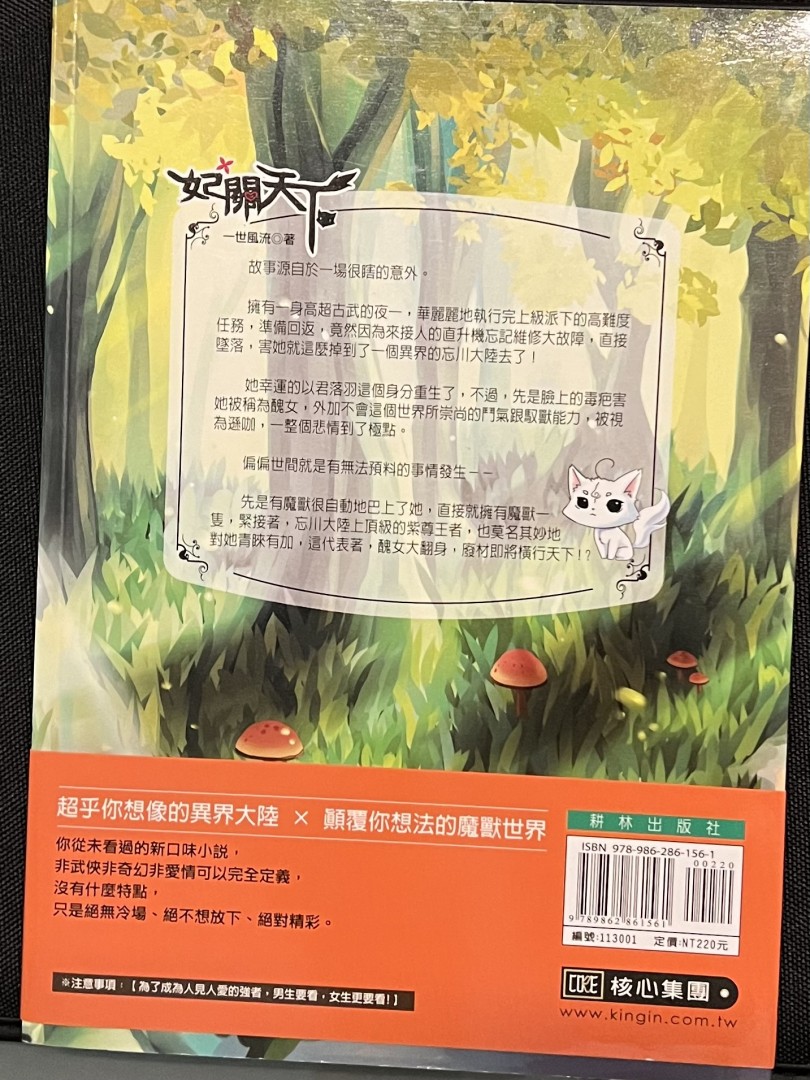 妃關天下
一世風流◎著
故事源自於一場很瞎的意外。
擁有一身高超古武的夜一，華麗麗地執行完上級派下的高難度
任務，準備回返，竟然因為來接人的直升機忘記維修大故障，直接
墜落，害她就這麼掉到了一個異界的忘川大陸去了！
她幸運的以君落羽這個身分重生了，不過，先是臉上的毒疤害
她被稱為醜女，外加不會這個世界所崇尚的鬥氣跟馭獸能力，被視
為遜咖，一整個悲情到了極點。
偏偏世間就是有無法預料的事情發生——
先是有魔獸很自動地巴上了她，直接就擁有魔獸一
隻，緊接著，忘川大陸上頂級的紫尊王者，也莫名其妙地
對她青睞有加，這代表著，醜女大翻身，廢材即將橫行天下！？
超乎你想像的異界大陸 × 顛覆你想法的魔獸世界
你從未看過的新口味小說，
非武俠非奇幻非愛情可以完全定義，
沒有什麼特點，
只是絕無冷場、絕不想放下、絕對精彩。
※注意事項：【為了成為人見人愛的強者，男生要看，女生更要看!】
耕林出版社
ISBN 978-986-286-156-1
00220
9 789862 861561
編號:113001 定價:NT220元
CORE 核心集團
www.kingin.com.tw